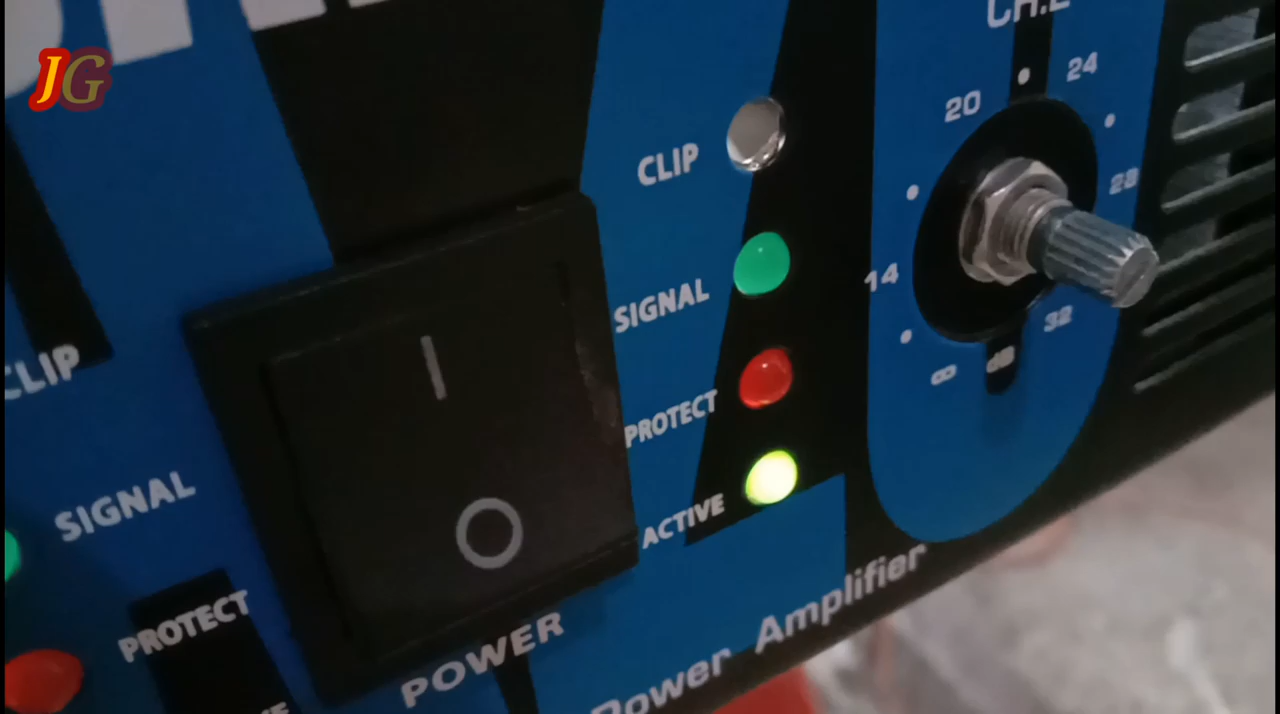 JG
CH.2
24
20
28
14
32
∞
dB
CLIP
SIGNAL
PROTECT
ACTIVE
CLIP
SIGNAL
PROTECT
I
O
POWER
Power Amplifier